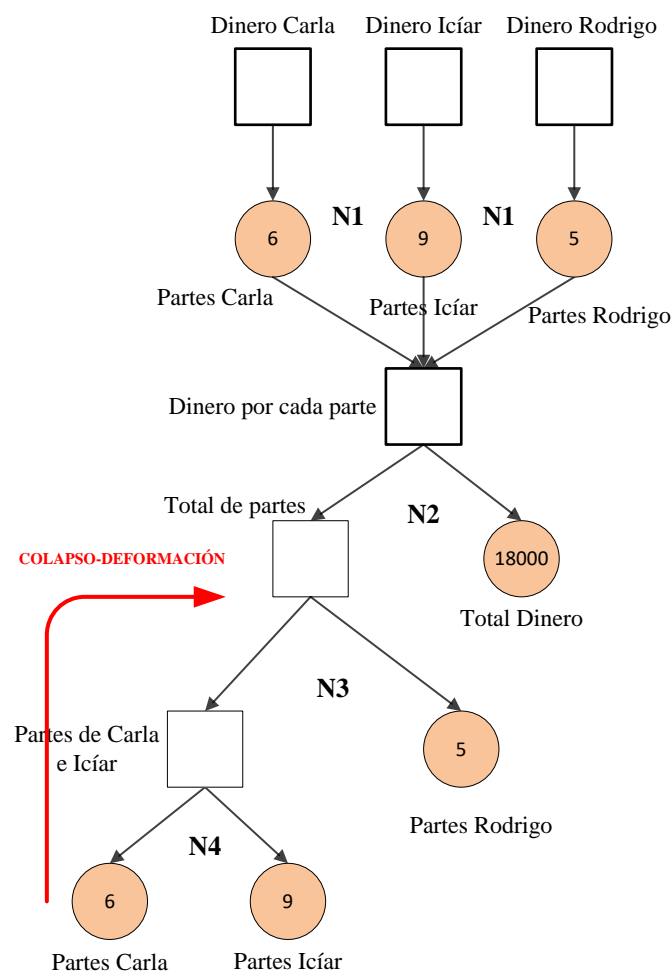 Dinero Carla
Dinero Icíar
Dinero Rodrigo
6
N1
9
N1
5
Partes Carla
Partes Icíar
Partes Rodrigo
Dinero por cada parte
Total de partes
N2
18000
COLAPSO-DEFORMACIÓN
Total Dinero
N3
Partes de Carla
e Icíar
5
Partes Rodrigo
N4
6
9
Partes Carla
Partes Icíar